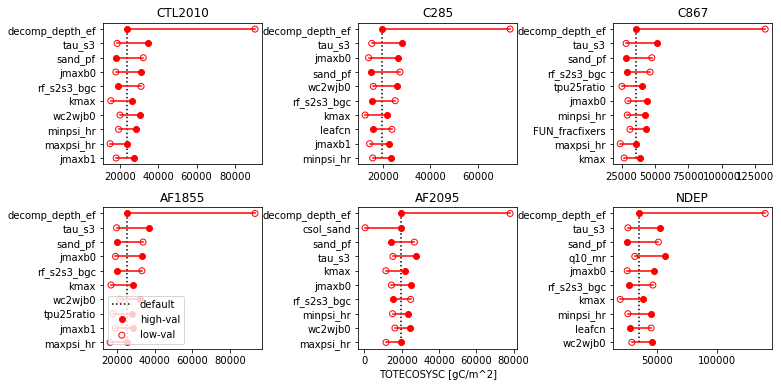 CTL2010
decomp_depth_ef
tau_s3
sand_pf
jmaxb0
rf_s2s3_bgc
kmax
wc2wjb0
minpsi_hr
maxpsi_hr
jmaxb1
20000 40000 60000 80000
C285
decomp_depth_ef
tau_s3
jmaxb0
sand_pf
wc2wjb0
rf_s2s3_bgc
kmax
leafcn
jmaxb1
minpsi_hr
20000 40000 60000
C867
decomp_depth_ef
tau_s3
sand_pf
rf_s2s3_bgc
tpu25ratio
jmaxb0
minpsi_hr
FUN_fracfixers
maxpsi_hr
kmax
25000 50000 75000 100000 125000
AF1855
decomp_depth_ef
tau_s3
sand_pf
jmaxb0
rf_s2s3_bgc
kmax
wc2wjb0
tpu25ratio
jmaxb1
maxpsi_hr
default
high-val
low-val
20000 40000 60000 80000
AF2095
decomp_depth_ef
csol_sand
sand_pf
tau_s3
kmax
jmaxb0
rf_s2s3_bgc
minpsi_hr
wc2wjb0
maxpsi_hr
0 20000 40000 60000 80000
TOTECOSYSC [gC/m^2]
NDEP
decomp_depth_ef
tau_s3
sand_pf
q10_mr
jmaxb0
rf_s2s3_bgc
kmax
minpsi_hr
leafcn
wc2wjb0
50000 100000